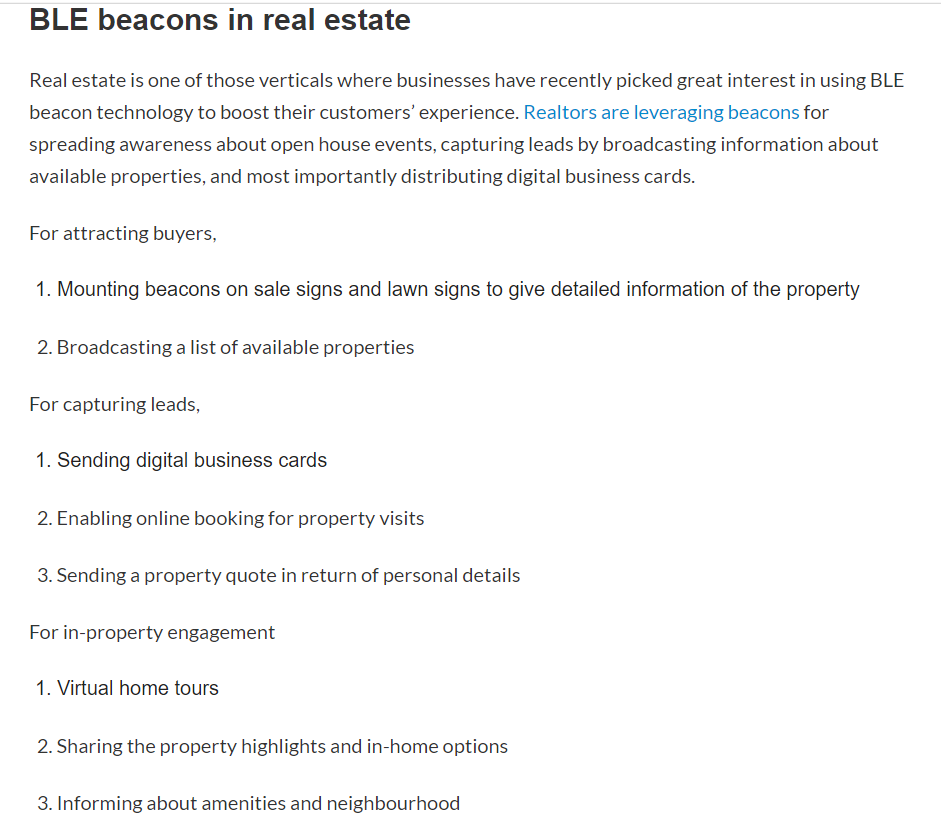 BLE beacons in real estate
Real estate is one of those verticals where businesses have recently picked great interest in using BLE
beacon technology to boost their customers’ experience. Realtors are leveraging beacons for
spreading awareness about open house events, capturing leads by broadcasting information about
available properties, and most importantly distributing digital business cards.
For attracting buyers,
1. Mounting beacons on sale signs and lawn signs to give detailed information of the property
2. Broadcasting a list of available properties
For capturing leads,
1. Sending digital business cards
2. Enabling online booking for property visits
3. Sending a property quote in return of personal details
For in-property engagement
1. Virtual home tours
2. Sharing the property highlights and in-home options
3. Informing about amenities and neighbourhood